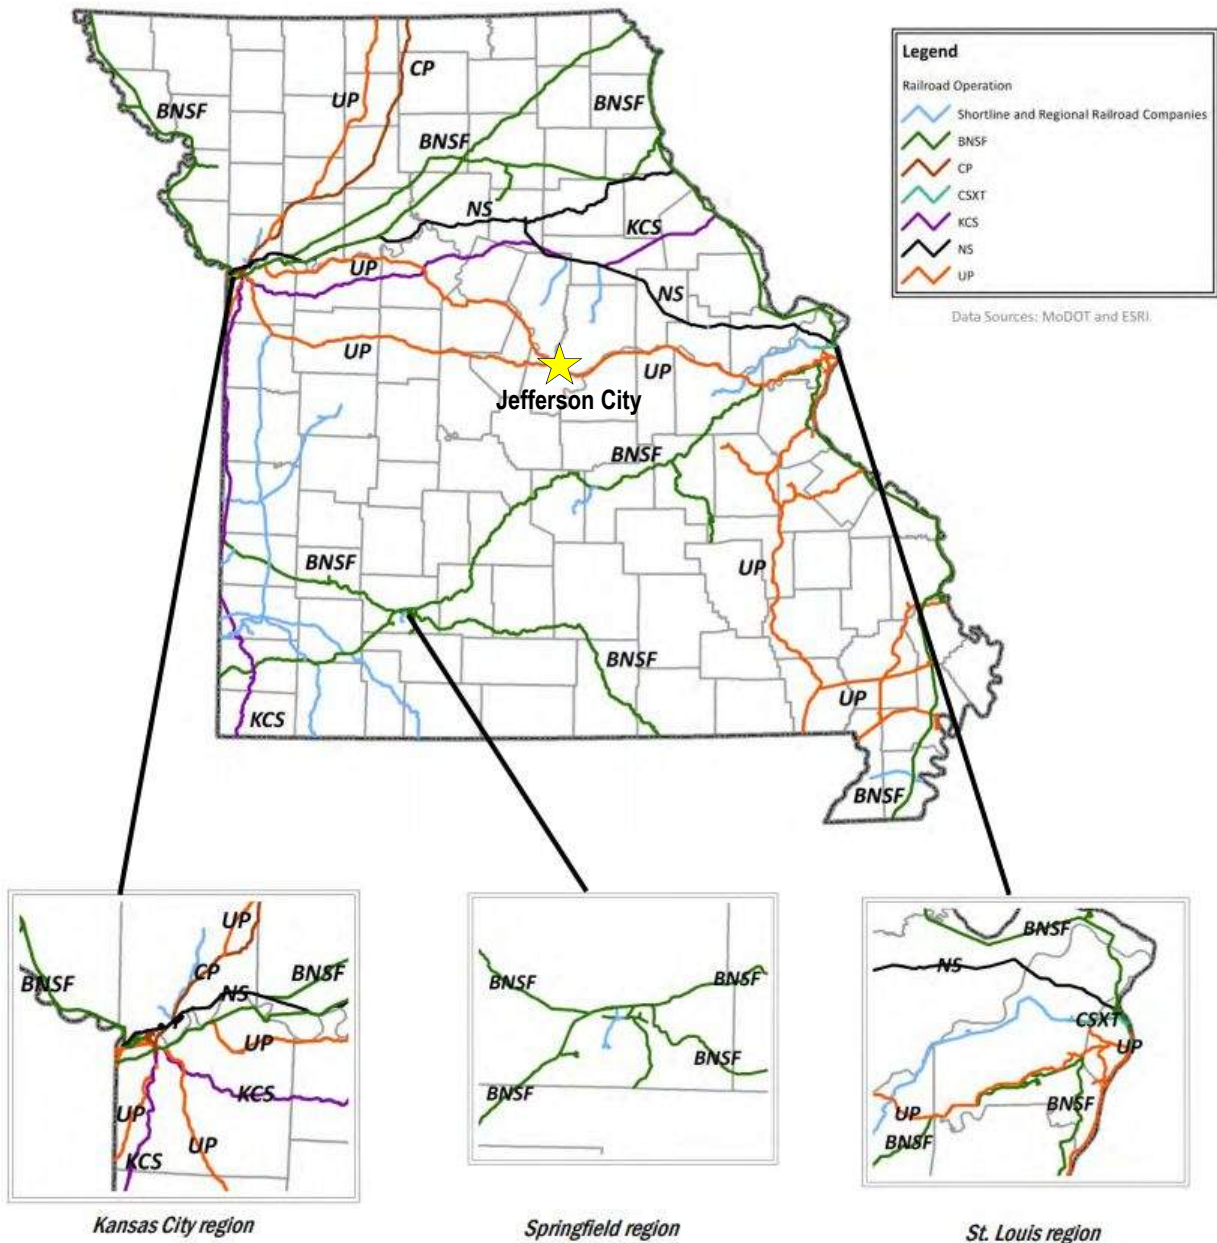 CP
UP
BNSF
BNSF
BNSF
NS
KCS
UP
NS
UP
UP
Jefferson City
BNSF
BNSF
UP
BNSF
UP
KCS
BNSF
Legend
Railroad Operation
Shortline and Regional Railroad Companies
BNSF
CP
CSXT
KCS
NS
UP
Data Sources: MoDOT and ESRI.
UP
CP
BNSF
BNSF
NS
UP
KCS
UP
UP
KCS
Kansas City region
BNSF
BNSF
BNSF
BNSF
Springfield region
BNSF
NS
CSXT
UP
UP
BNSF
BNSF
St. Louis region